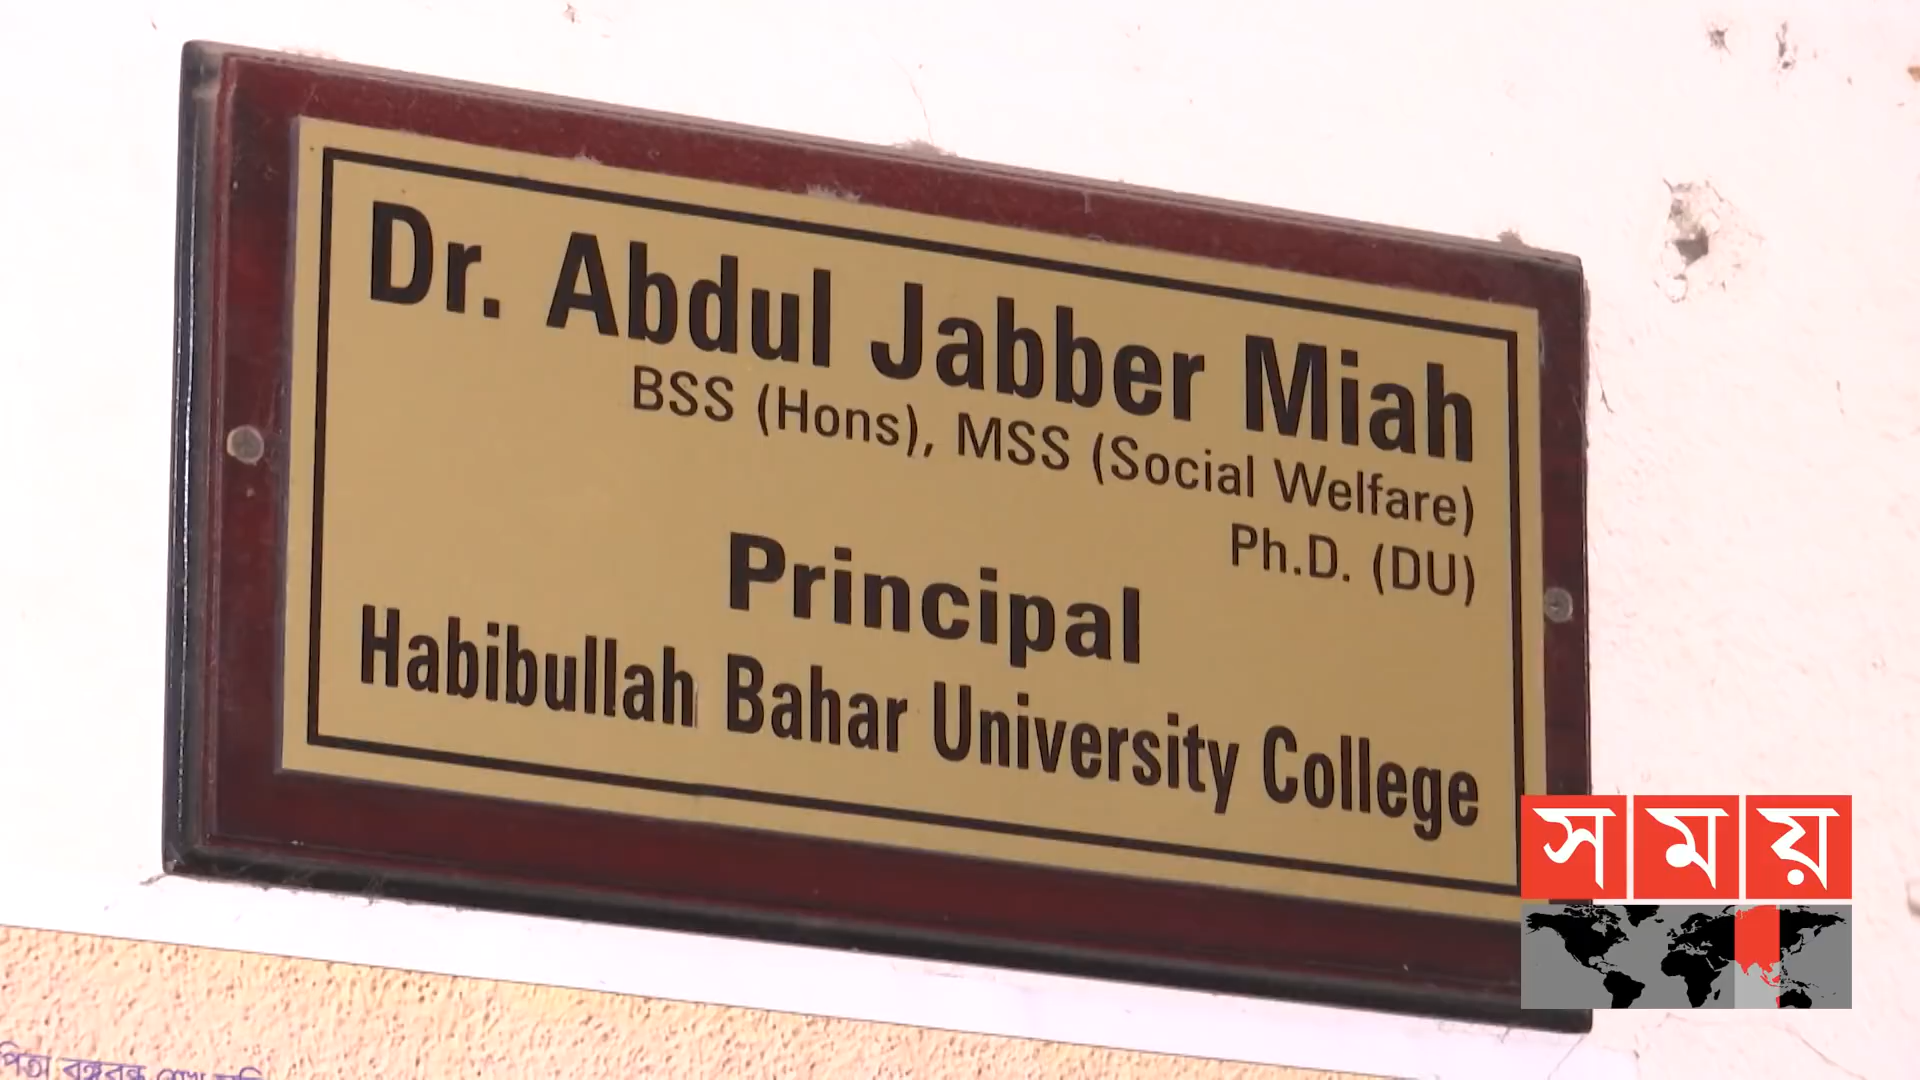 Dr. Abdul Jabber Miah
BSS (Hons), MSS (Social Welfare)
Ph.D. (DU)
Principal
Habibullah Bahar University College
সময়